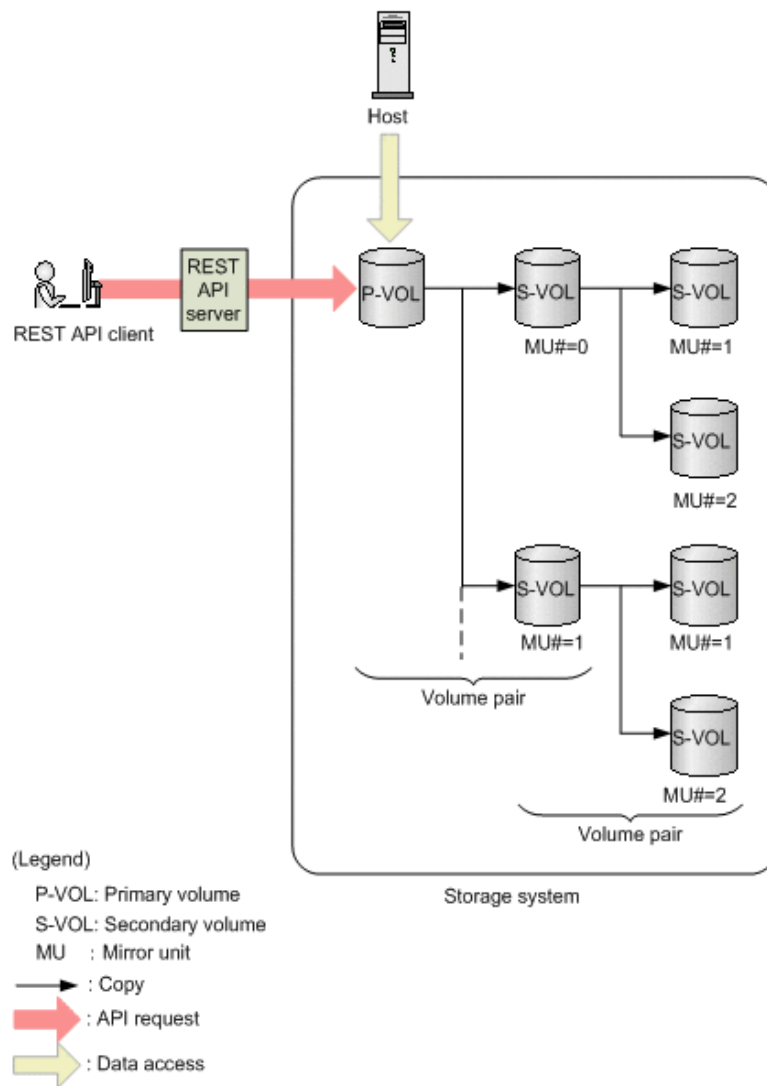 Host
REST
API
server
REST API client
P-VOL
S-VOL
MU#=0
S-VOL
MU#=1
S-VOL
MU#=2
S-VOL
MU#=1
S-VOL
MU#=1
S-VOL
MU#=2
Volume pair
Volume pair
Storage system
(Legend)
P-VOL: Primary volume
S-VOL: Secondary volume
MU : Mirror unit
: Copy
: API request
: Data access